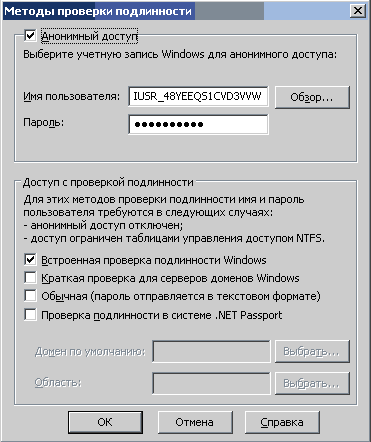 Методы проверки подлинности
Анонимный доступ
Выберите учетную запись Windows для анонимного доступа:
Имя пользователя: IUSR_48YEEQS1CVD3VVW Обзор...
Пароль: ●●●●●●●●●●
Доступ с проверкой подлинности
Для этих методов проверки подлинности имя и пароль
пользователя требуются в следующих случаях:
- анонимный доступ отключен;
- доступ ограничен таблицами управления доступом NTFS.
Встроенная проверка подлинности Windows
Краткая проверка для серверов доменов Windows
Обычная (пароль отправляется в текстовом формате)
Проверка подлинности в системе .NET Passport
Домен по умолчанию: Выбрать...
Область: Выбрать...
ОК Отмена Справка